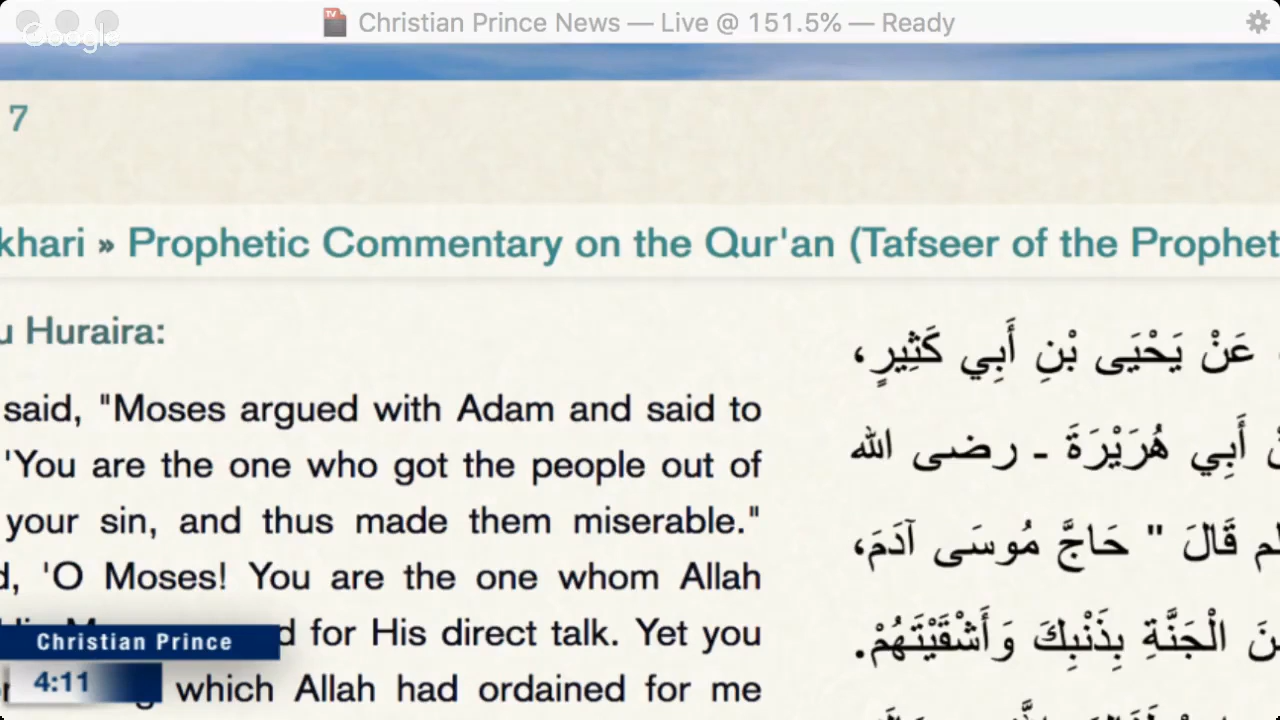 Google
Christian Prince News — Live @ 151.5% — Ready
7
khari » Prophetic Commentary on the Qur'an (Tafseer of the Prophet
u Huraira:
said, "Moses argued with Adam and said to
'You are the one who got the people out of
your sin, and thus made them miserable."
d, 'O Moses! You are the one whom Allah
d for His direct talk. Yet you
which Allah had ordained for me
عَنْ يَحْيَى بْنِ أَبِي كَثِيرٍ،
أَبِي هُرَيْرَةَ ـ رضى الله
قَالَ " حَاجَّ مُوسَى آدَمَ،
الْجَنَّةِ بِذَنْبِكَ وَأَشْقَيْتَهُمْ.
Christian Prince
4:11